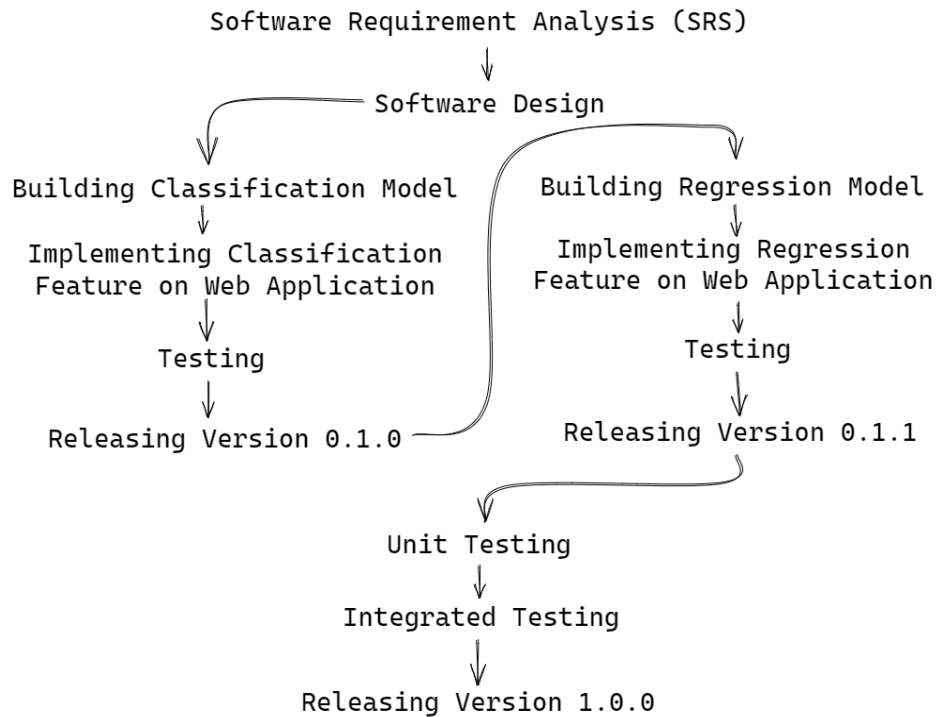 Software Requirement Analysis (SRS)
Software Design
Building Classification Model
Implementing Classification
Feature on Web Application
Testing
Releasing Version 0.1.0
Building Regression Model
Implementing Regression
Feature on Web Application
Testing
Releasing Version 0.1.1
Unit Testing
Integrated Testing
Releasing Version 1.0.0